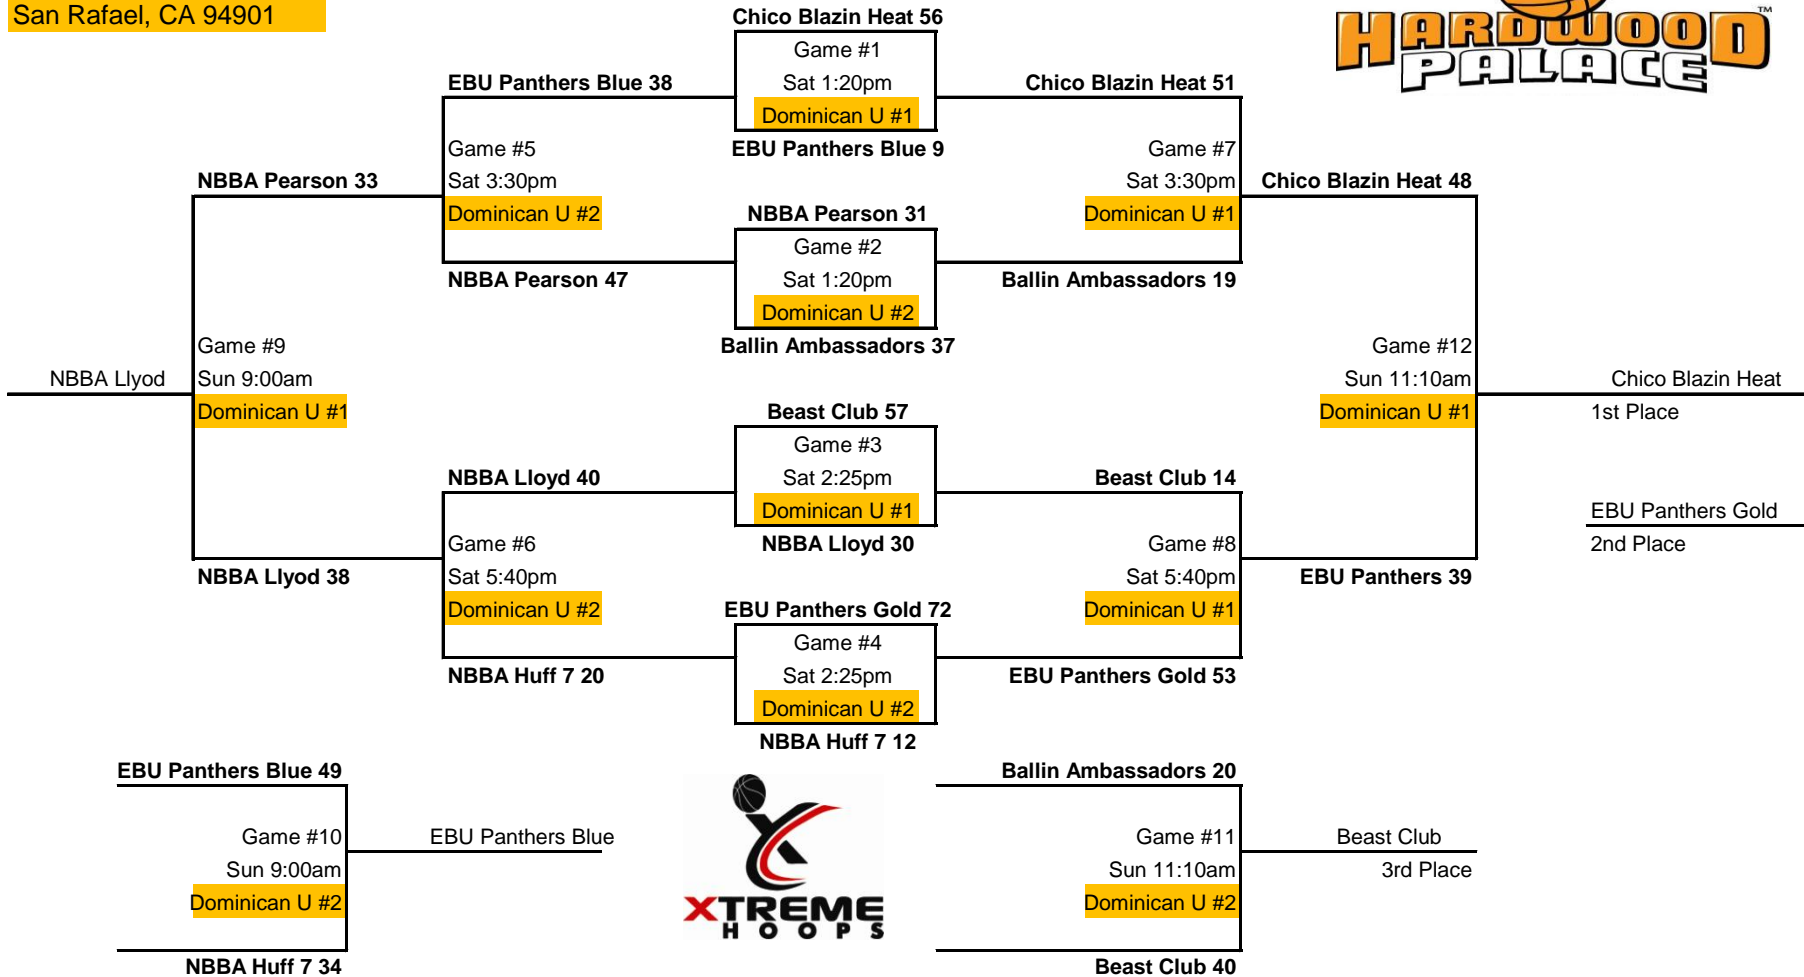 San Rafael, CA 94901
HARDWOOD
PALACE
TM
Chico Blazin Heat 56
Game #1
Sat 1:20pm
Dominican U #1
EBU Panthers Blue 9
EBU Panthers Blue 38
Game #5
Sat 3:30pm
Dominican U #2
NBBA Pearson 47
Chico Blazin Heat 51
Game #7
Sat 3:30pm
Dominican U #1
Ballin Ambassadors 19
NBBA Pearson 31
Game #2
Sat 1:20pm
Dominican U #2
Ballin Ambassadors 37
NBBA Pearson 33
Game #9
Sun 9:00am
Dominican U #1
NBBA Llyod 38
NBBA Llyod
Chico Blazin Heat 48
Game #12
Sun 11:10am
Dominican U #1
EBU Panthers 39
Chico Blazin Heat
1st Place
EBU Panthers Gold
2nd Place
Beast Club 57
Game #3
Sat 2:25pm
Dominican U #1
NBBA Lloyd 30
NBBA Lloyd 40
Game #6
Sat 5:40pm
Dominican U #2
NBBA Huff 7 20
Beast Club 14
Game #8
Sat 5:40pm
Dominican U #1
EBU Panthers Gold 53
EBU Panthers Gold 72
Game #4
Sat 2:25pm
Dominican U #2
NBBA Huff 7 12
EBU Panthers Blue 49
Game #10
Sun 9:00am
Dominican U #2
NBBA Huff 7 34
EBU Panthers Blue
XTREME
HOOPS
Ballin Ambassadors 20
Game #11
Sun 11:10am
Dominican U #2
Beast Club 40
Beast Club
3rd Place